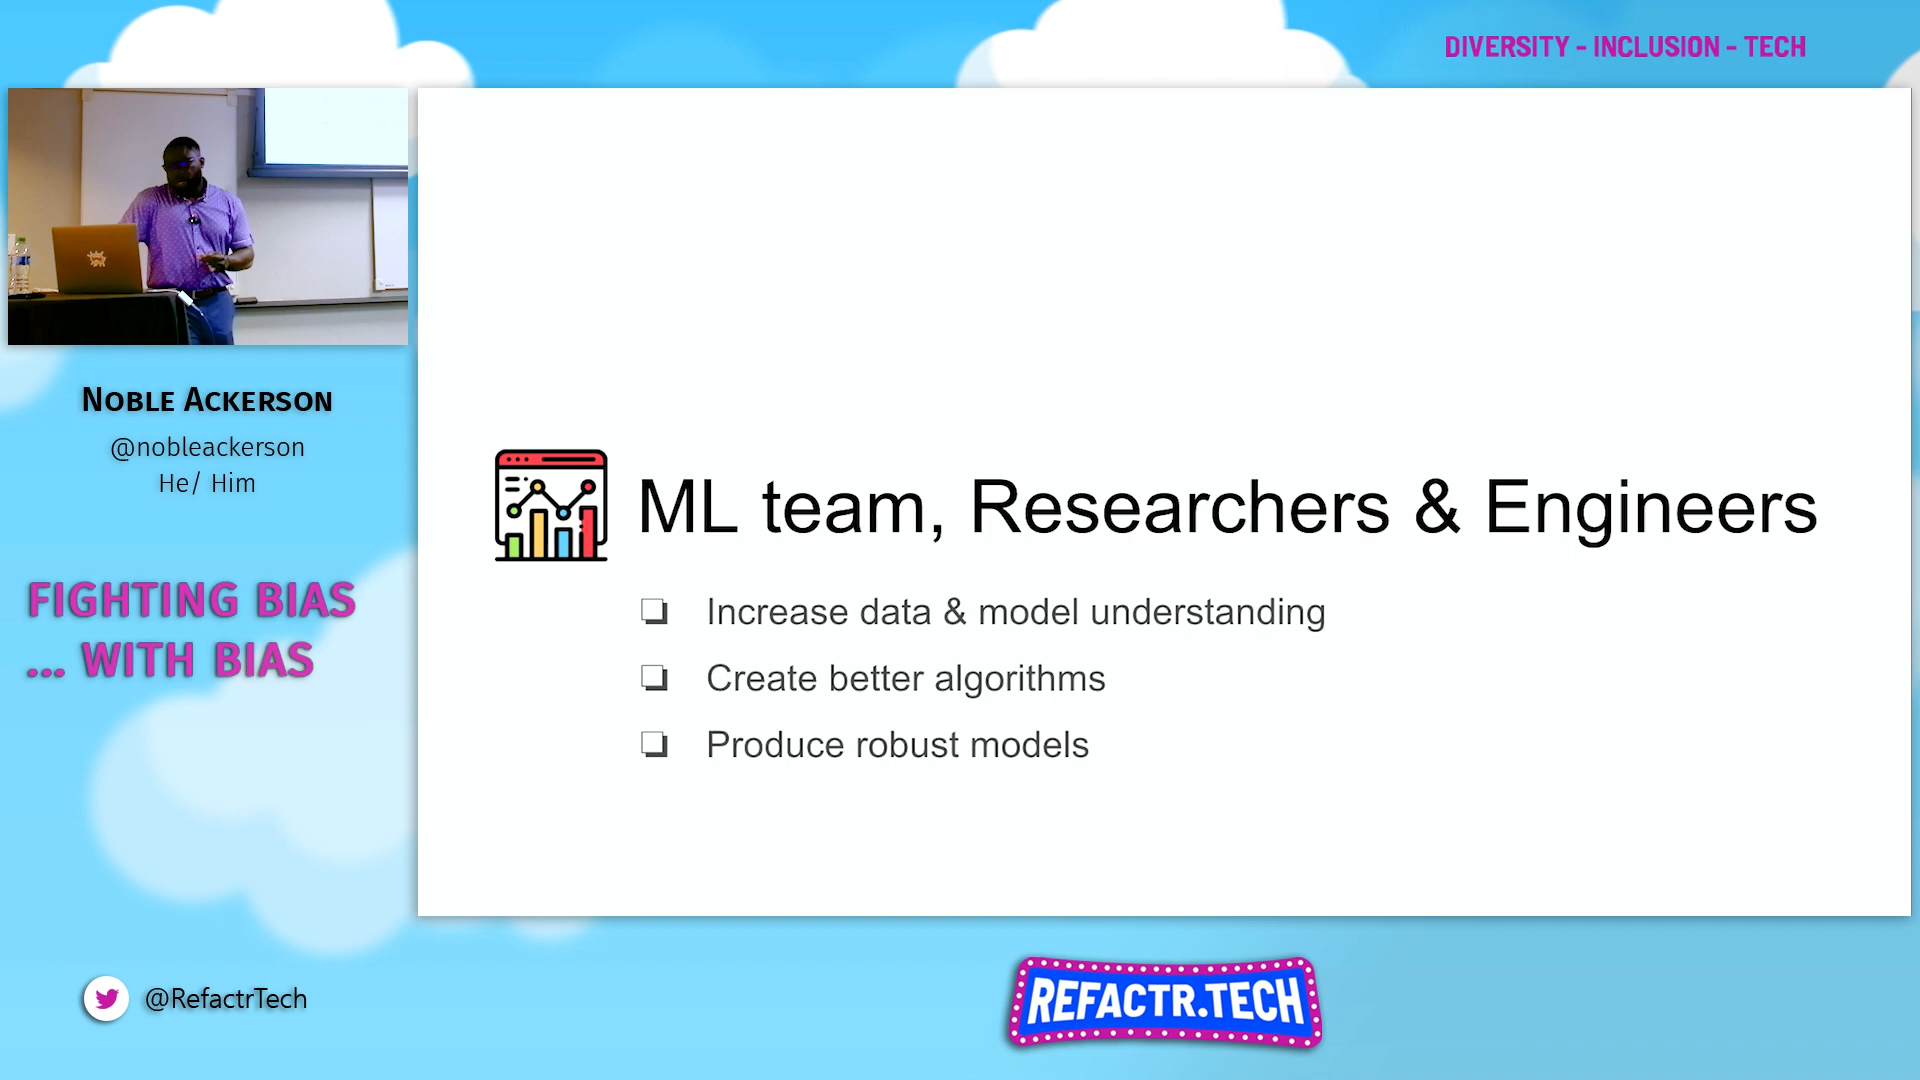 DIVERSITY - INCLUSION - TECH
NOBLE ACKERSON
@nobleackerson
He/ Him
FIGHTING BIAS
... WITH BIAS
ML team, Researchers & Engineers
❏ Increase data & model understanding
❏ Create better algorithms
❏ Produce robust models
@RefactrTech
REFACTR.TECH